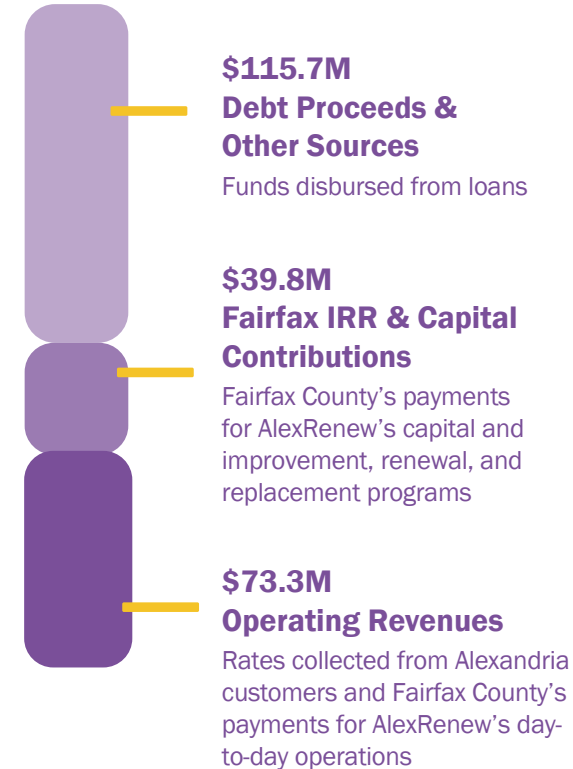 $115.7M
Debt Proceeds &
Other Sources
Funds disbursed from loans
$39.8M
Fairfax IRR & Capital
Contributions
Fairfax County’s payments
for AlexRenew’s capital and
improvement, renewal, and
replacement programs
$73.3M
Operating Revenues
Rates collected from Alexandria
customers and Fairfax County’s
payments for AlexRenew’s day-
to-day operations